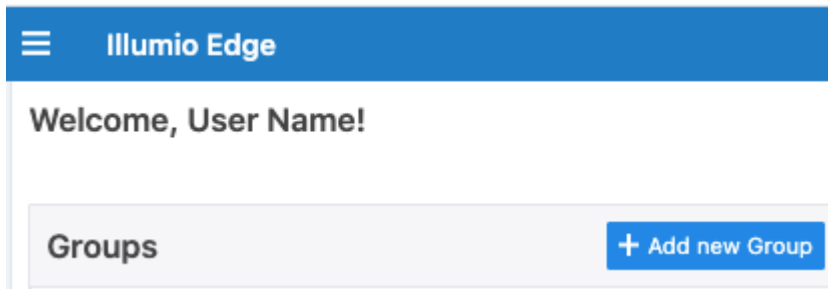 Illumio Edge
Welcome, User Name!
Groups
+ Add new Group